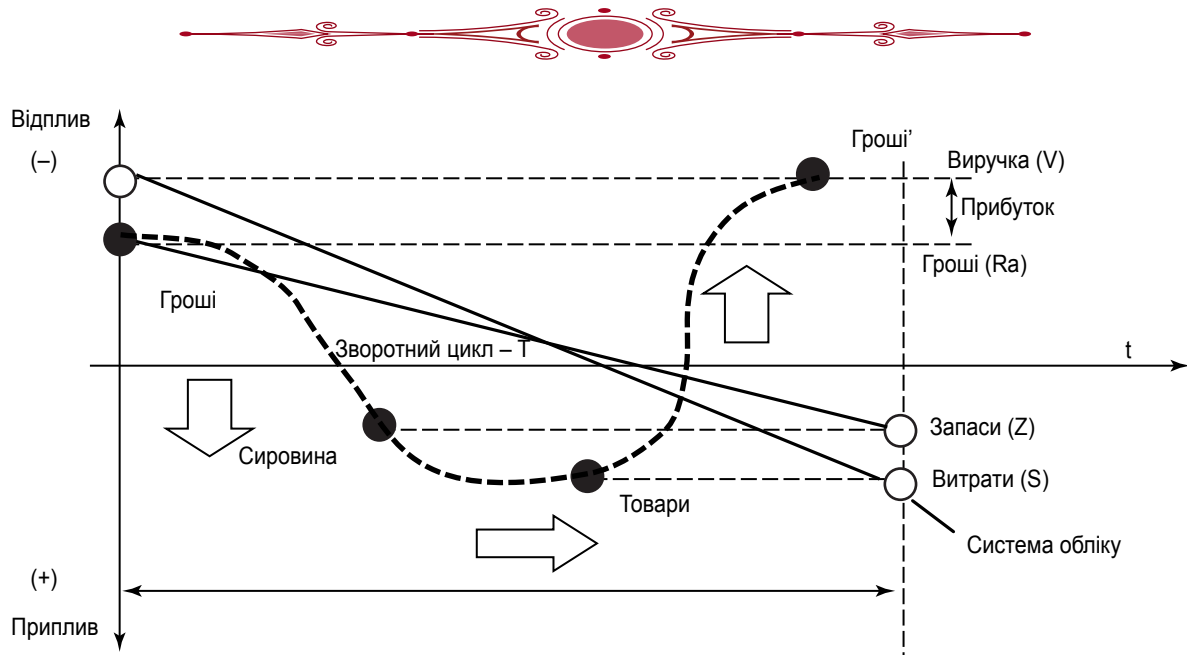 Відплив
(–)
Гроші’
Виручка (V)
Прибуток
Гроші (Ra)
Гроші
Зворотний цикл – Т
t
Сировина
Запаси (Z)
Витрати (S)
Товари
Система обліку
(+)
Приплив